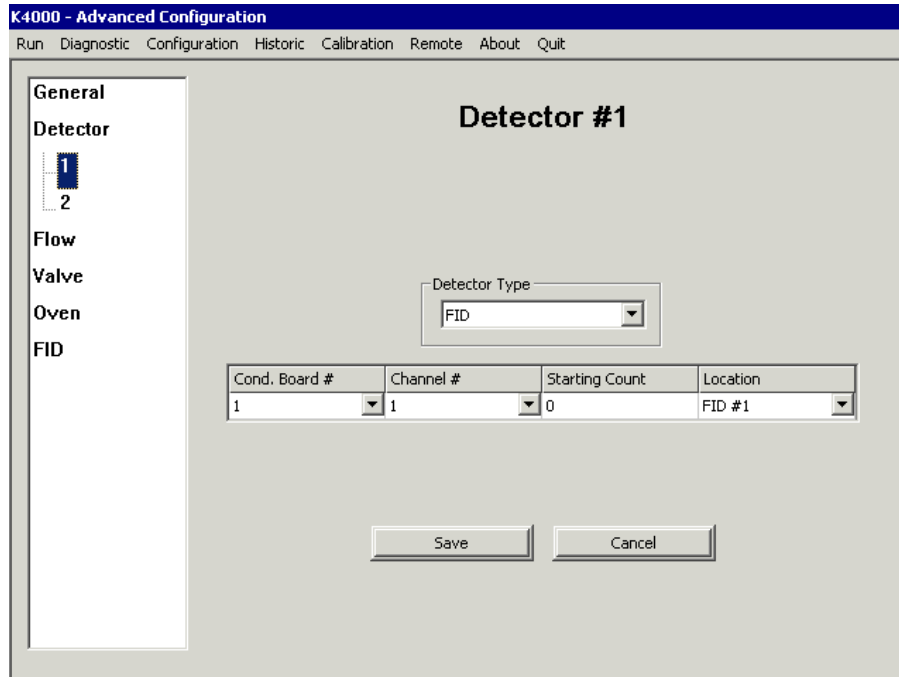 K4000 - Advanced Configuration
Run Diagnostic Configuration Historic Calibration Remote About Quit
General
Detector
1
2
Flow
Valve
Oven
FID
Detector #1
Detector Type
FID
Cond. Board # Channel # Starting Count Location
1 1 0 FID #1
Save Cancel